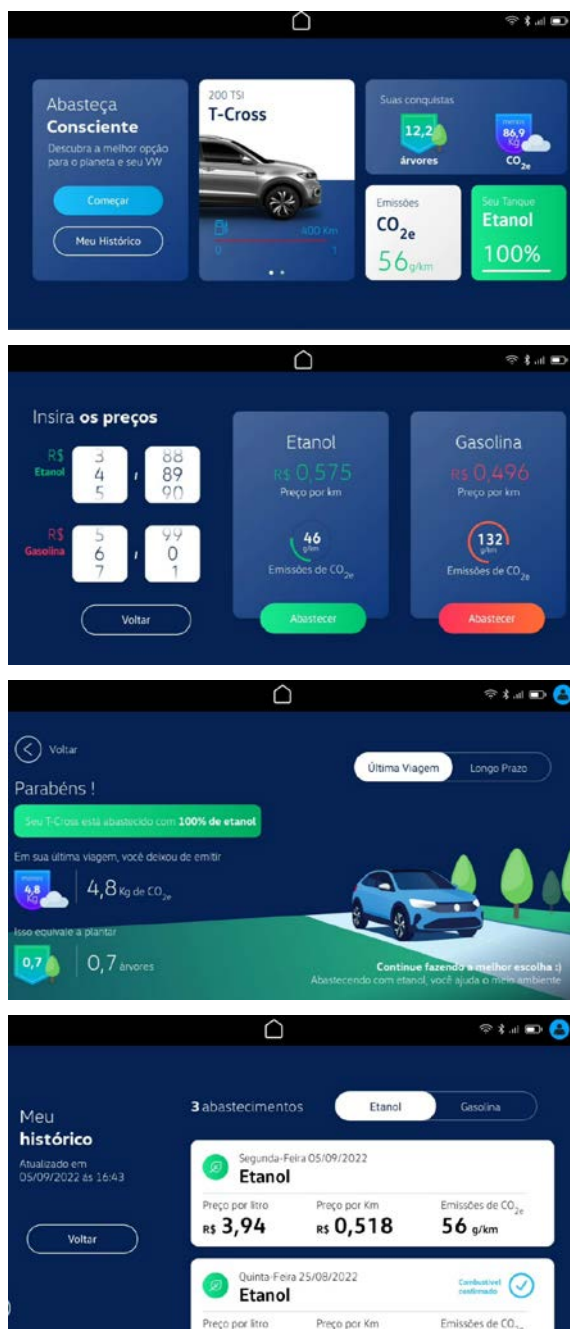 Abasteça
Consciente
Descubra a melhor opção
para o planeta e seu VW
Começar
Meu Histórico
200 TSI
T-Cross
400 Km
0 1
Suas conquistas
12,2
árvores
menos
86,9
Kg
CO2e
Emissões
CO2e
56 g/km
Seu Tanque
Etanol
100%
Insira os preços
R$
Etanol
3 88
4 , 89
5 90
R$
Gasolina
5 99
6 , 0
7 1
Voltar
Etanol
R$ 0,575
Preço por km
46
g/km
Emissões de CO2e
Abastecer
Gasolina
R$ 0,496
Preço por km
132
g/km
Emissões de CO2e
Abastecer
Voltar
Última Viagem
Longo Prazo
Parabéns !
Seu T-Cross está abastecido com 100% de etanol
Em sua última viagem, você deixou de emitir
menos
4,8
Kg
4,8 Kg de CO2e
Isso equivale a plantar
0,7
0,7 árvores
Continue fazendo a melhor escolha :)
Abastecendo com etanol, você ajuda o meio ambiente
Meu
histórico
Atualizado em
05/09/2022 às 16:43
Voltar
3 abastecimentos
Etanol
Gasolina
Segunda-Feira 05/09/2022
Etanol
Preço por litro
R$ 3,94
Preço por Km
R$ 0,518
Emissões de CO2e
56 g/km
Quinta-Feira 25/08/2022
Etanol
Combustível
confirmado
Preço por litro
Preço por Km
Emissões de CO2e